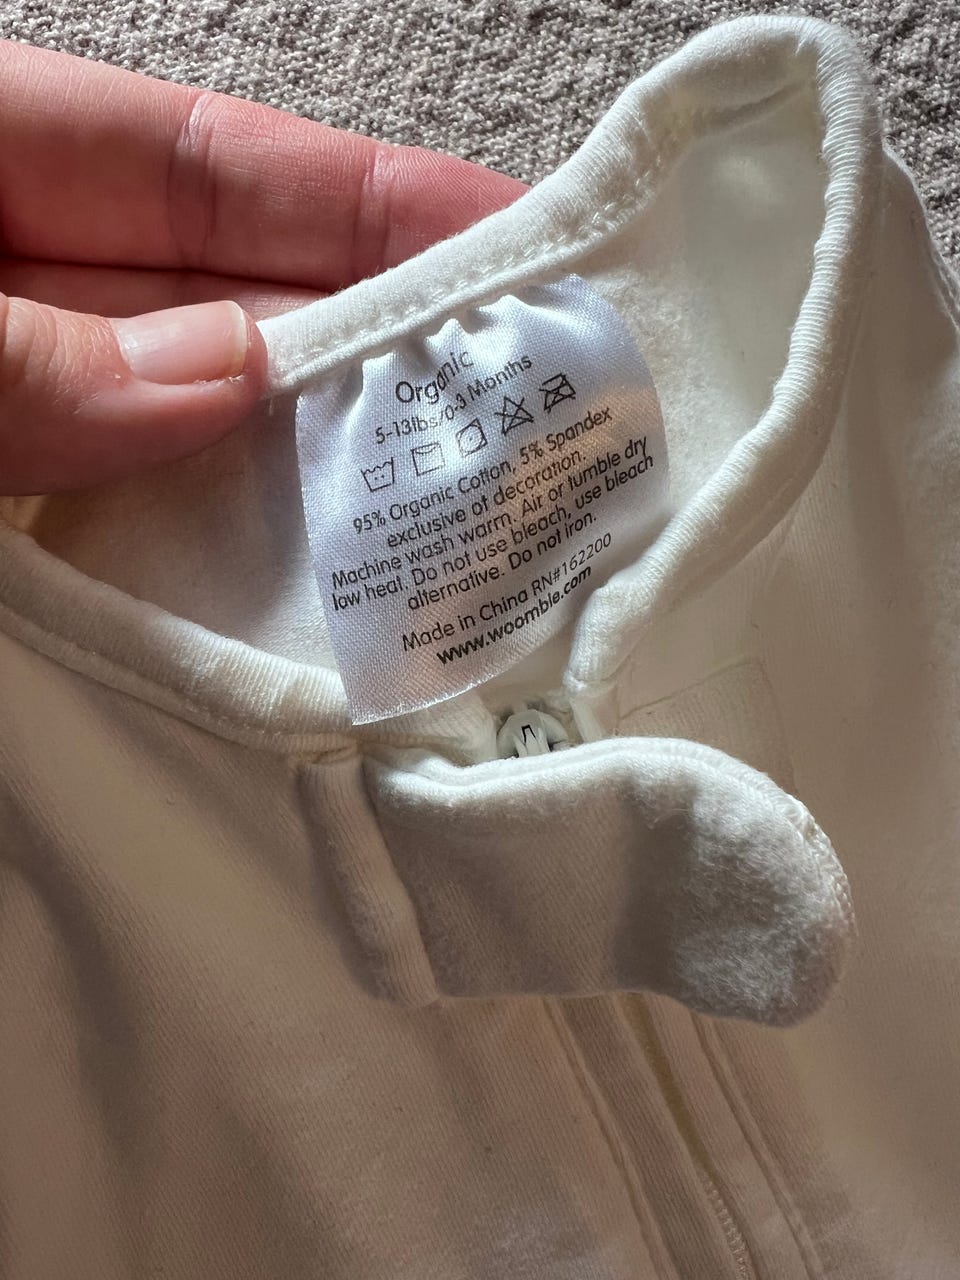 Organic
5-13lbs/0-3 Months
95% Organic Cotton, 5% Spandex
exclusive of decoration.
Machine wash warm. Air or tumble dry
low heat. Do not use bleach, use bleach
alternative. Do not iron.
Made in China RN#162200
www.woomble.com